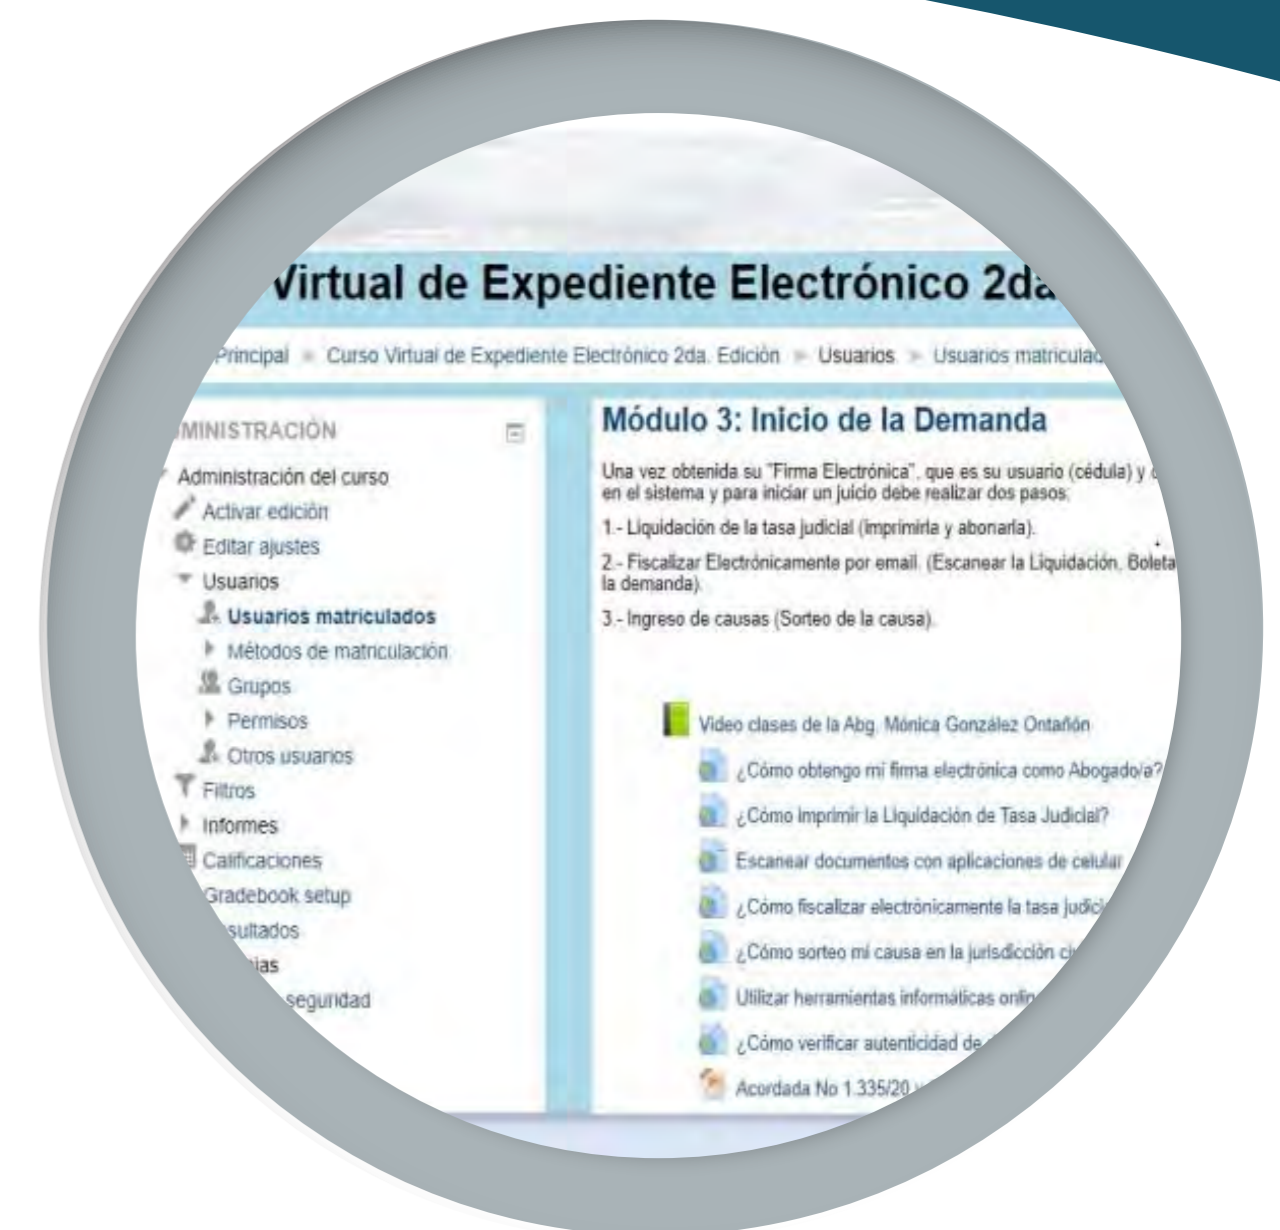 Virtual de Expediente Electrónico 2da.
Principal Curso Virtual de Expediente Electrónico 2da. Edición Usuarios Usuarios matriculad
MINISTRACIÓN
Administración del curso
Activar edición
Editar ajustes
Usuarios
Usuarios matriculados
Métodos de matriculación
Grupos
Permisos
Otros usuarios
Filtros
Informes
Calificaciones
Gradebook setup
sultados
ias
seguridad
Módulo 3: Inicio de la Demanda
Una vez obtenida su "Firma Electrónica", que es su usuario (cédula) y
en el sistema y para iniciar un juicio debe realizar dos pasos:
1.- Liquidación de la tasa judicial (imprimirla y abonarla).
2.- Fiscalizar Electrónicamente por email. (Escanear la Liquidación, Boleta
la demanda).
3.- Ingreso de causas (Sorteo de la causa).
Video clases de la Abg. Mónica González Ontañón
¿Cómo obtengo mi firma electrónica como Abogado/a?
¿Cómo imprimir la Liquidación de Tasa Judicial?
Escanear documentos con aplicaciones de celular
¿Cómo fiscalizar electrónicamente la tasa judici
¿Cómo sorteo mi causa en la jurisdicción ci
Utilizar herramientas informáticas onlin
¿Cómo verificar autenticidad de
Acordada No 1.335/20 y